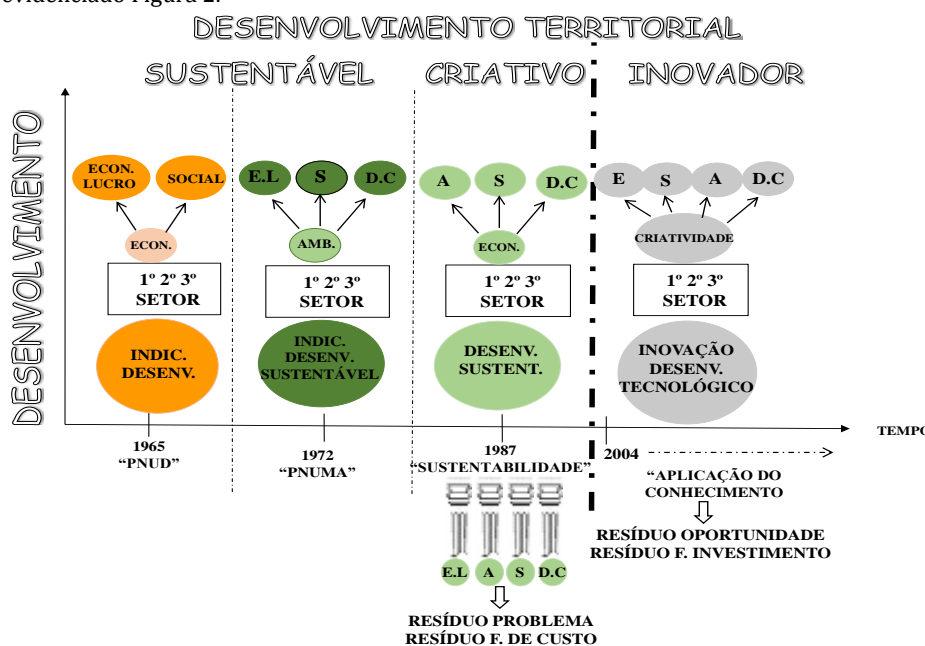 evidenciado Figura 2.
DESENVOLVIMENTO TERRITORIAL
SUSTENTÁVEL
CRIATIVO
INOVADOR
DESENVOLVIMENTO
ECON.
LUCRO
SOCIAL
ECON.
1º 2º 3º
SETOR
INDIC.
DESENV.
E.L
S
D.C
AMB.
1º 2º 3º
SETOR
INDIC.
DESENV.
SUSTENTÁVEL
A
S
D.C
ECON.
1º 2º 3º
SETOR
DESENV.
SUSTENT.
E
S
A
D.C
CRIATIVIDADE
1º 2º 3º
SETOR
INOVAÇÃO
DESENV.
TECNOLÓGICO
TEMPO
1965
“PNUD”
1972
“PNUMA”
1987
“SUSTENTABILIDADE”
2004
“APLICAÇÃO DO
CONHECIMENTO
RESÍDUO OPORTUNIDADE
RESÍDUO F. INVESTIMENTO
E.L
A
S
D.C
RESÍDUO PROBLEMA
RESÍDUO F. DE CUSTO